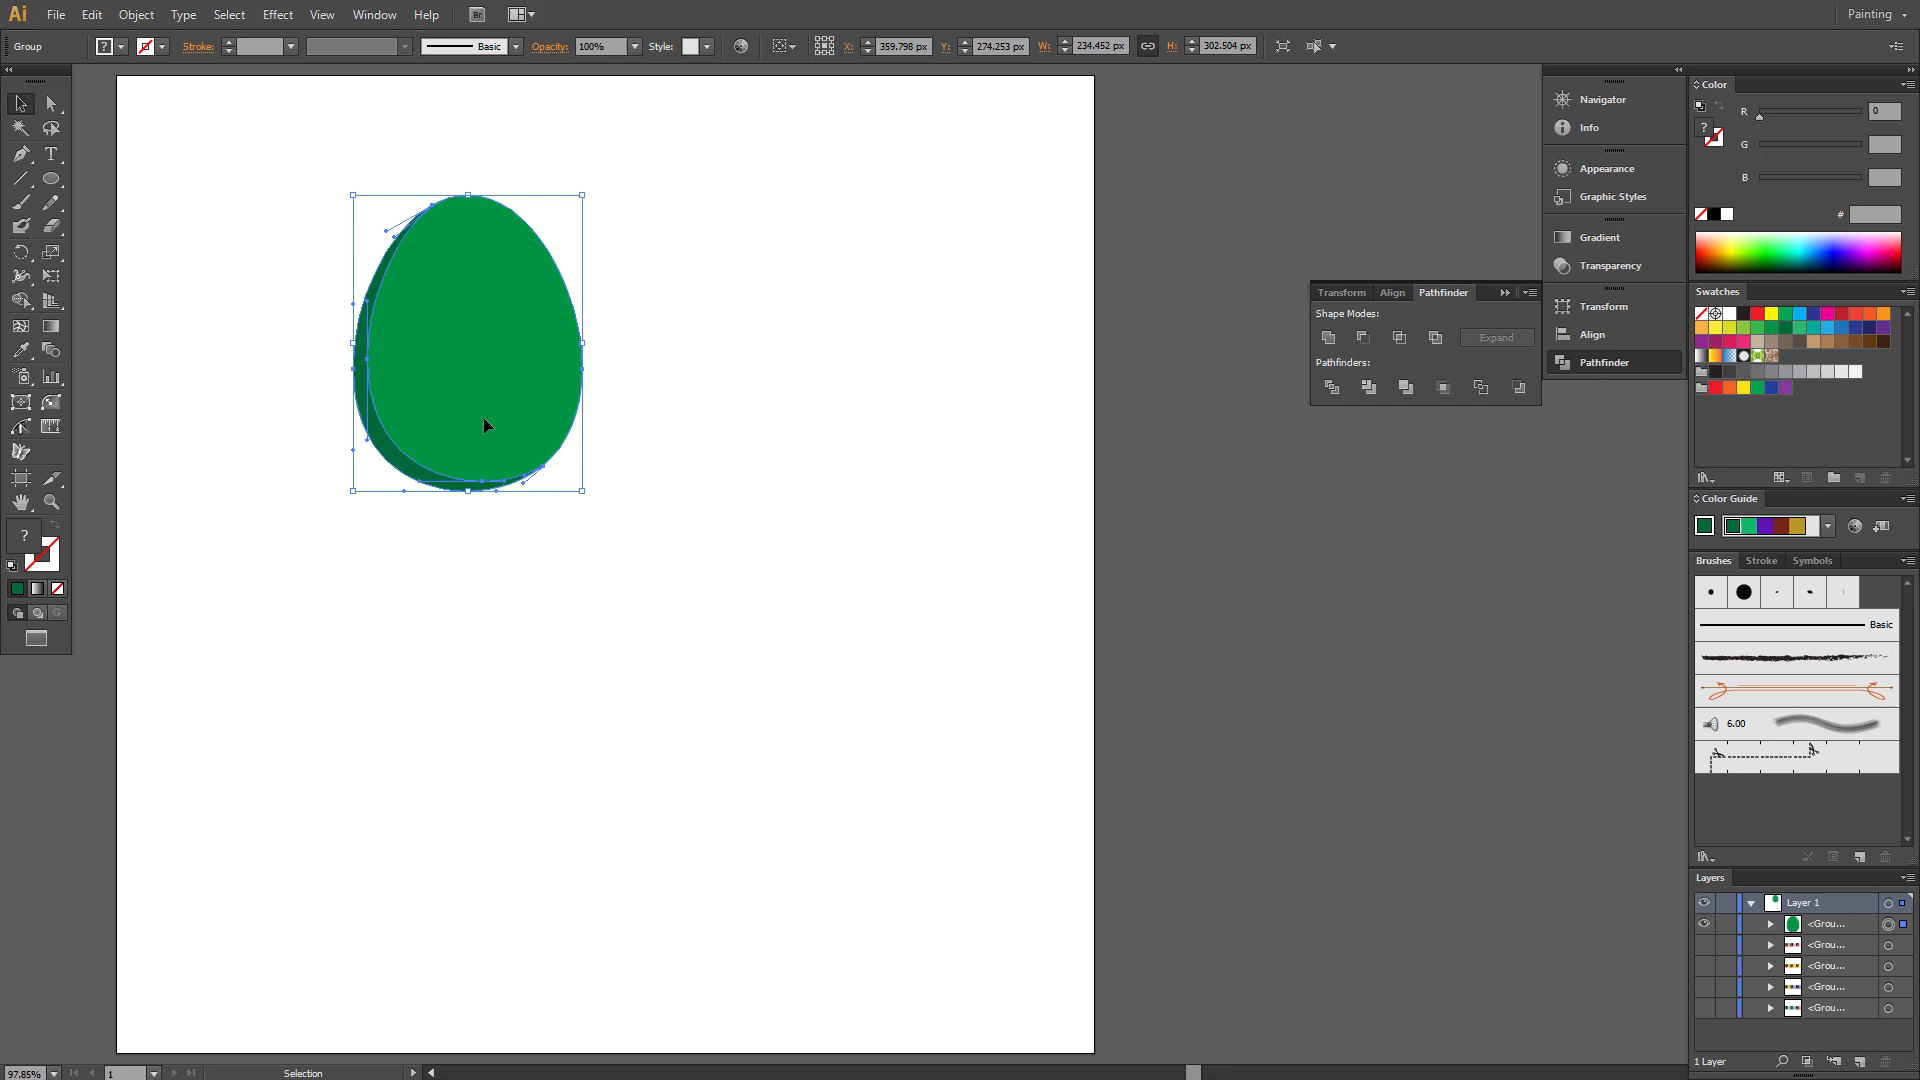 Ai File Edit Object Type Select Effect View Window Help Br Painting
Group ? Stroke: Basic Opacity: 100% Style: X: 359.798 px Y: 274.253 px W: 234.452 px H: 302.504 px
Color
Navigator
? R 0
Info
G
Appearance
B
Graphic Styles
#
Gradient
Transparency
Transform Align Pathfinder
Swatches
Transform
Shape Modes:
Align
Expand
Pathfinder
Pathfinders:
T
Color Guide
?
Brushes Stroke Symbols
Basic
6.00
Layers
Layer 1
<Grou...
<Grou...
<Grou...
<Grou...
<Grou...
1 Layer
97.85% 1 Selection